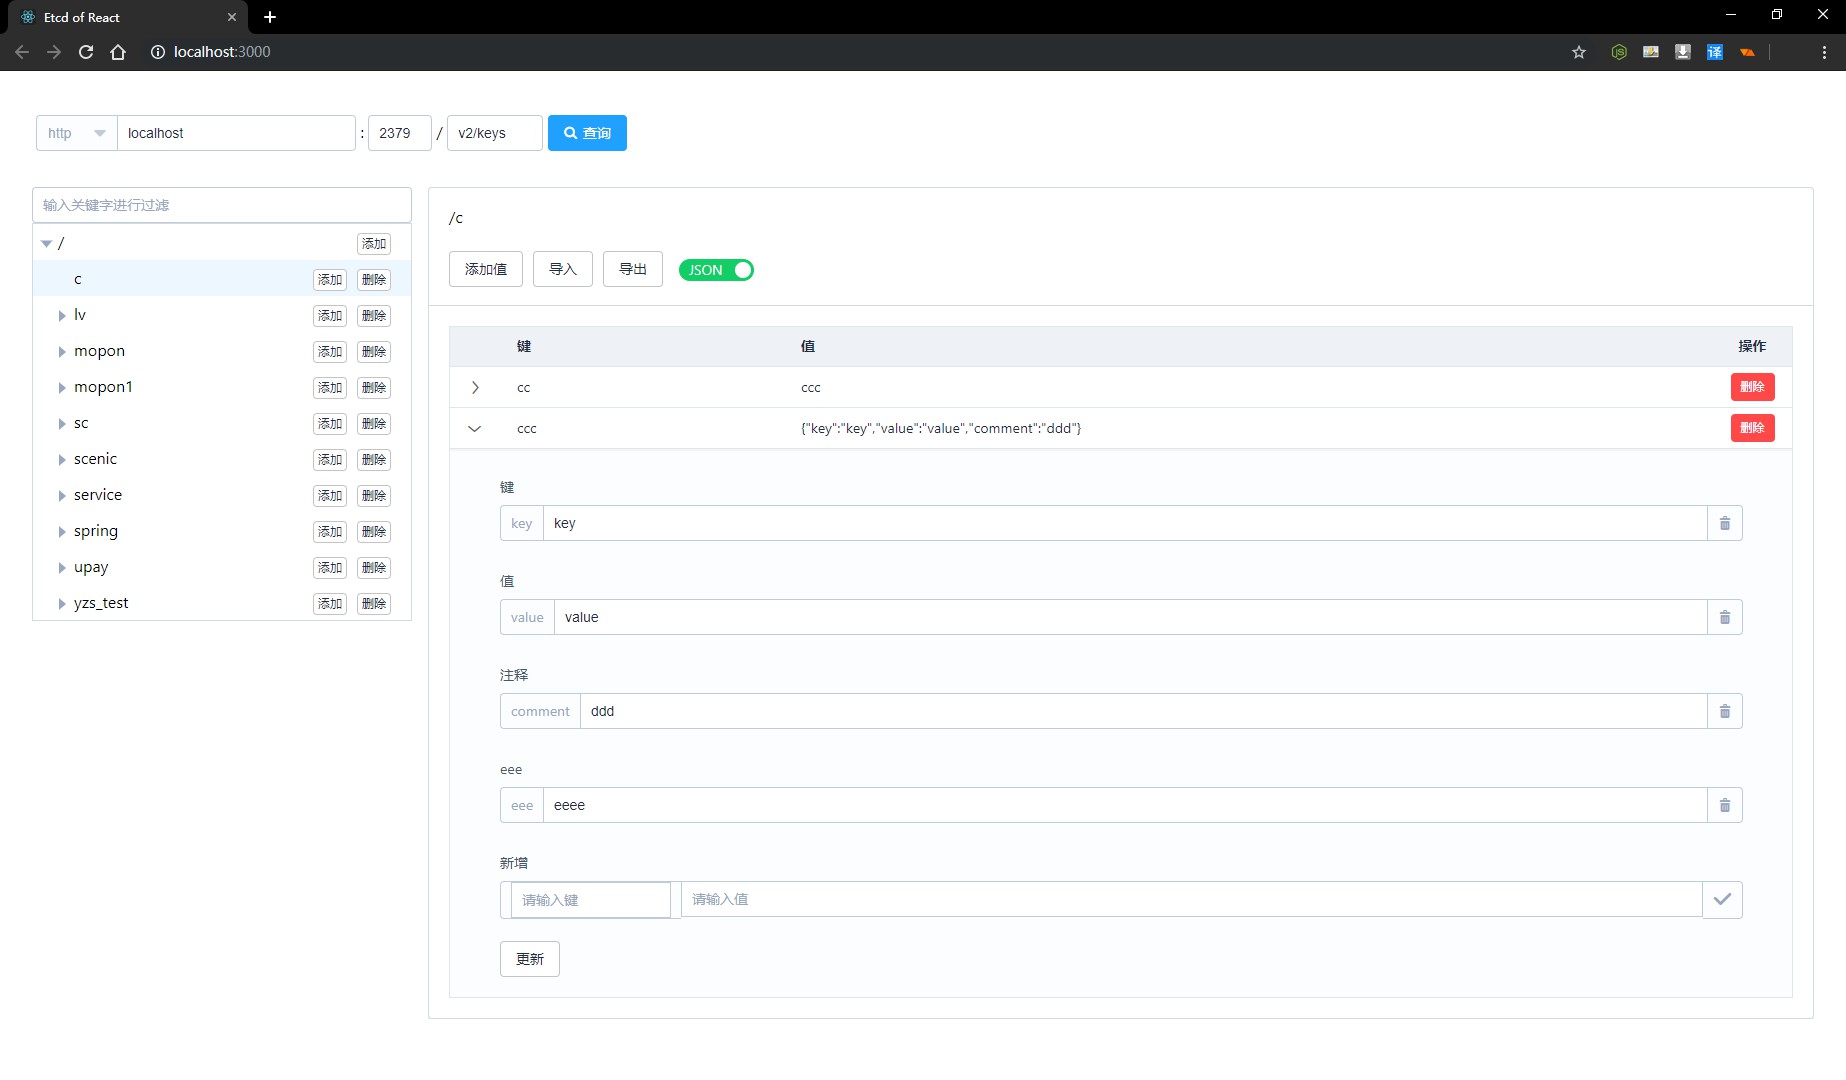 Etcd of React
localhost:3000
http localhost : 2379 / v2/keys 查询
输入关键字进行过滤
/ 添加
c 添加 删除
lv 添加 删除
mopon 添加 删除
mopon1 添加 删除
sc 添加 删除
scenic 添加 删除
service 添加 删除
spring 添加 删除
upay 添加 删除
yzs_test 添加 删除
/c
添加值 导入 导出 JSON
键 值 操作
cc ccc 删除
ccc {"key":"key","value":"value","comment":"ddd"} 删除
键
key key
值
value value
注释
comment ddd
eee
eee eeee
新增
请输入键 请输入值
更新
JS
译